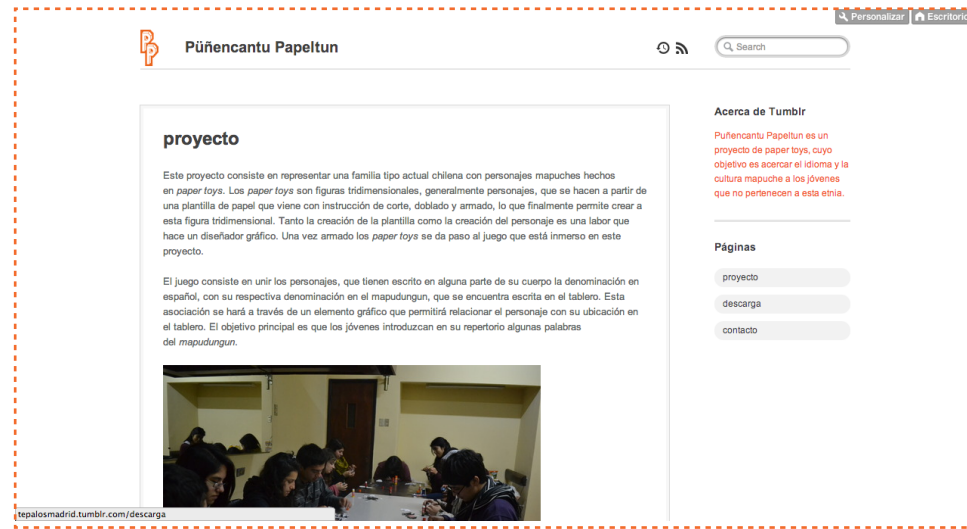 Personalizar Escritorio
PP Püñencantu Papeltun
Search
proyecto
Este proyecto consiste en representar una familia tipo actual chilena con personajes mapuches hechos
en paper toys. Los paper toys son figuras tridimensionales, generalmente personajes, que se hacen a partir de
una plantilla de papel que viene con instrucción de corte, doblado y armado, lo que finalmente permite crear a
esta figura tridimensional. Tanto la creación de la plantilla como la creación del personaje es una labor que
hace un diseñador gráfico. Una vez armado los paper toys se da paso al juego que está inmerso en este
proyecto.
El juego consiste en unir los personajes, que tienen escrito en alguna parte de su cuerpo la denominación en
español, con su respectiva denominación en el mapudungun, que se encuentra escrita en el tablero. Esta
asociación se hará a través de un elemento gráfico que permitirá relacionar el personaje con su ubicación en
el tablero. El objetivo principal es que los jóvenes introduzcan en su repertorio algunas palabras
del mapudungun.
Acerca de Tumblr
Puñencantu Papeltun es un
proyecto de paper toys, cuyo
objetivo es acercar el idioma y la
cultura mapuche a los jóvenes
que no pertenecen a esta etnia.
Páginas
proyecto
descarga
contacto
tepalosmadrid.tumblr.com/descarga